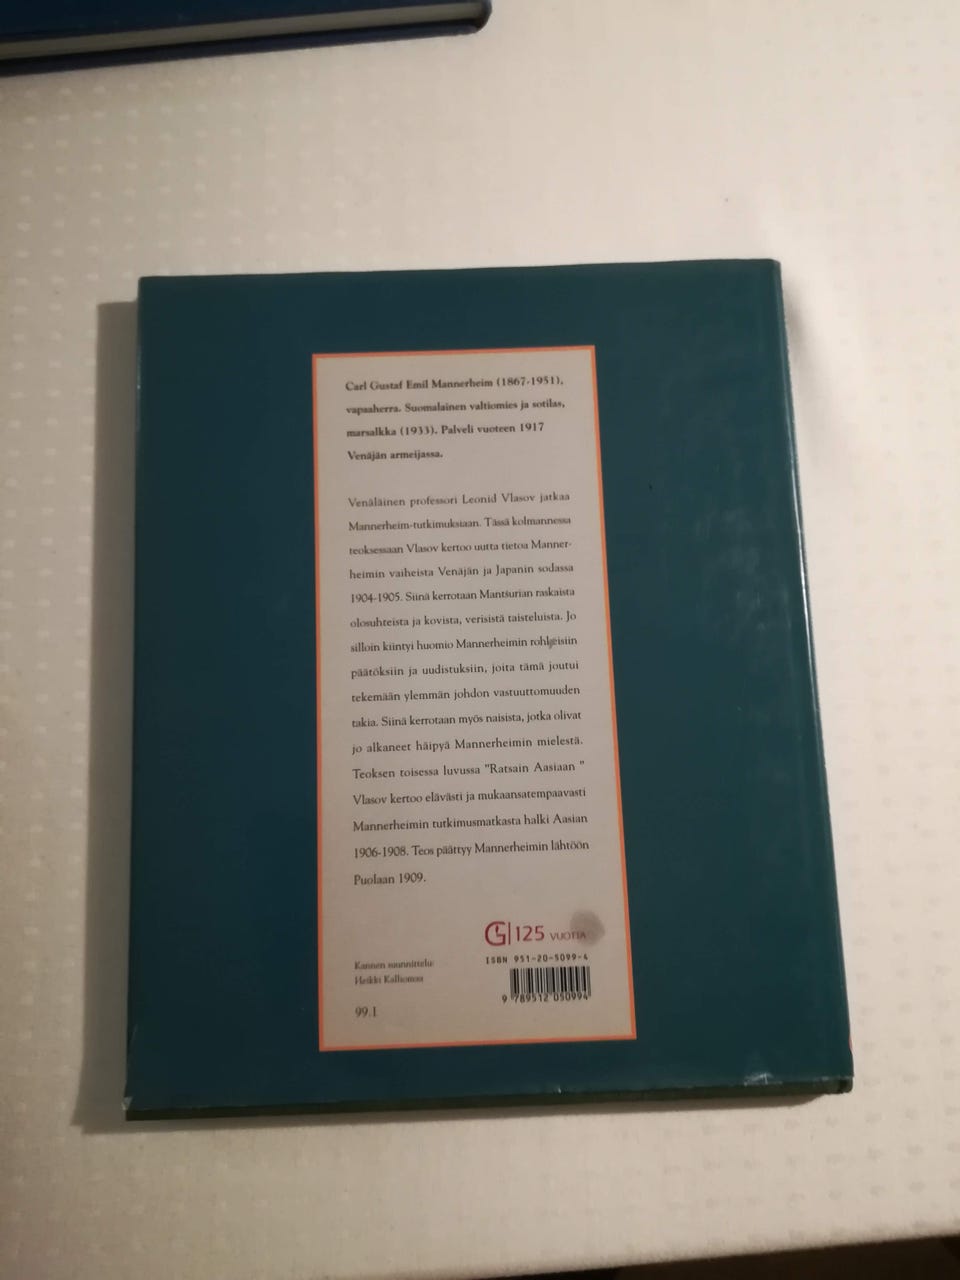 Carl Gustaf Emil Mannerheim (1867-1951),
vapaaherra. Suomalainen valtiomies ja sotilas,
marsalkka (1933). Palveli vuoteen 1917
Venäjän armeijassa.
Venäläinen professori Leonid Vlasov jatkaa
Mannerheim-tutkimuksiaan. Tässä kolmannessa
teoksessaan Vlasov kertoo uutta tietoa Manner-
heimin vaiheista Venäjän ja Japanin sodassa
1904-1905. Siinä kerrotaan Mantšurian raskaista
olosuhteista ja kovista, verisistä taisteluista. Jo
silloin kiintyi huomio Mannerheimin rohkeisiin
päätöksiin ja uudistuksiin, joita tämä joutui
tekemään ylemmän johdon vastuuttomuuden
takia. Siinä kerrotaan myös naisista, jotka olivat
jo alkaneet häipyä Mannerheimin mielestä.
Teoksen toisessa luvussa "Ratsain Aasiaan "
Vlasov kertoo elävästi ja mukaansatempaavasti
Mannerheimin tutkimusmatkasta halki Aasian
1906-1908. Teos päättyy Mannerheimin lähtöön
Puolaan 1909.
G 125 VUOTTA
ISBN 951-20-5099-4
Kannen suunnittelu:
Heikki Kalliomaa
9 789512 050994
99.1